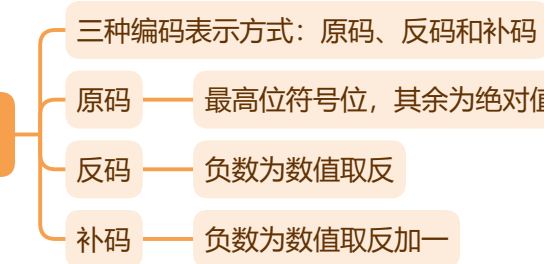 三种编码表示方式：原码、反码和补码
原码
最高位符号位，其余为绝对值
反码
负数为数值取反
补码
负数为数值取反加一